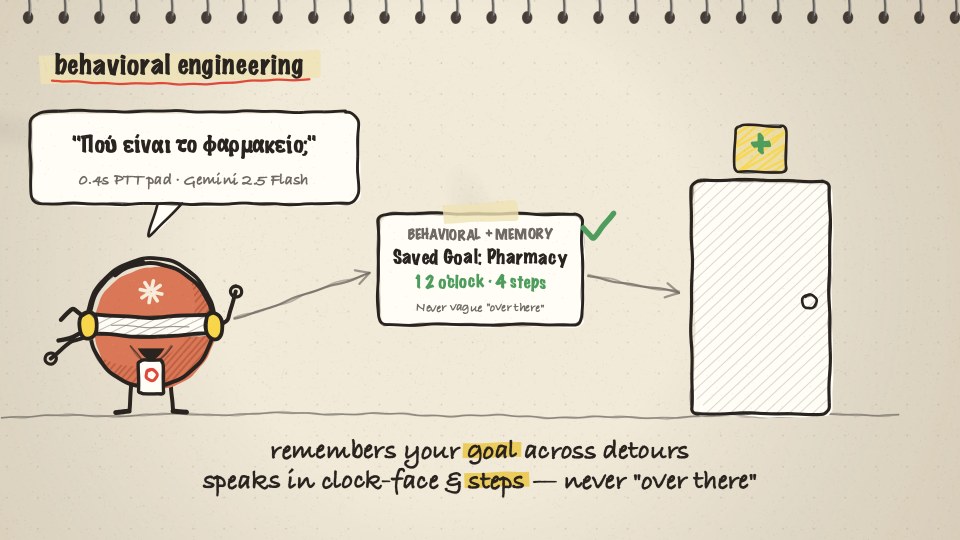 behavioral engineering
"Πού είναι το φαρμακείο;"
0.4s PTT pad · Gemini 2.5 Flash
BEHAVIORAL + MEMORY
Saved Goal: Pharmacy
12 o'clock · 4 steps
Never vague "over there"
remembers your goal across detours
speaks in clock-face & steps — never "over there"